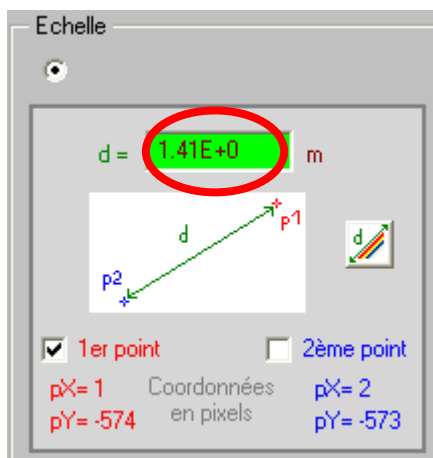 Echelle
d = 1.41E+0 m
d
p1
p2
d
1er point 2ème point
pX= 1 Coordonnées pX= 2
pY= -574 en pixels pY= -573